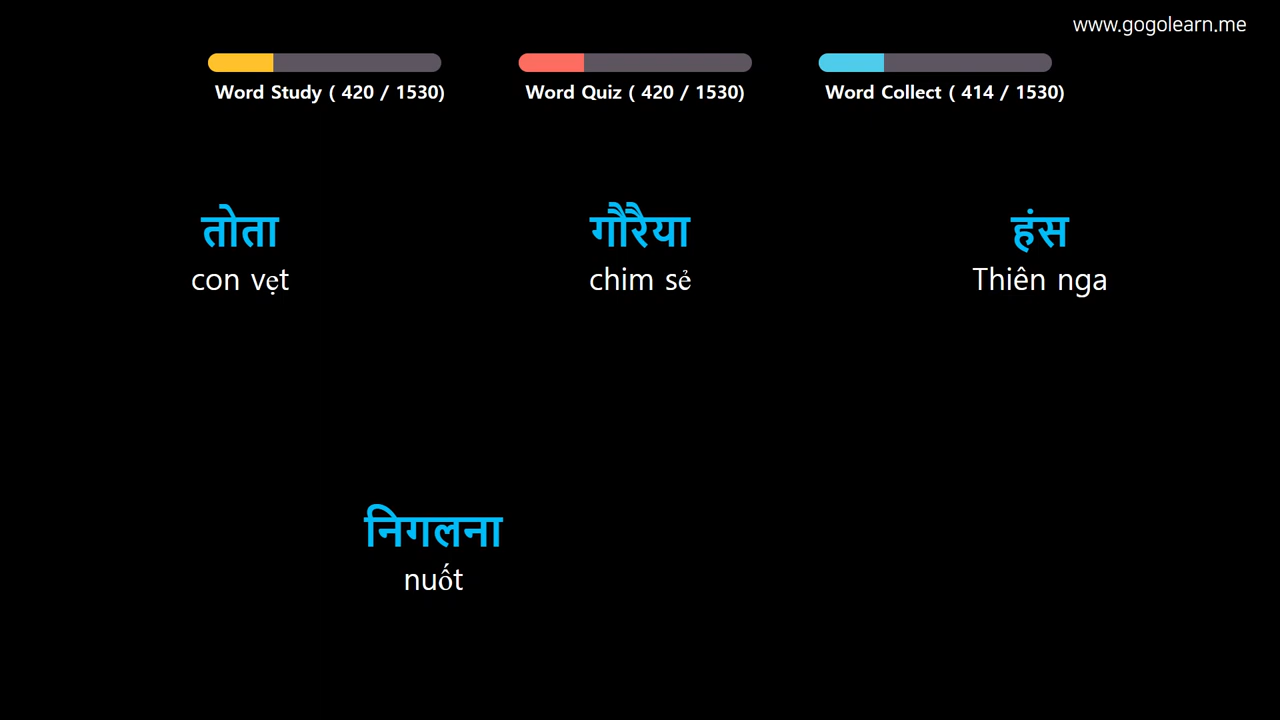 www.gogolearn.me
Word Study ( 420 / 1530)
Word Quiz ( 420 / 1530)
Word Collect ( 414 / 1530)
तोता
con vẹt
गौरैया
chim sẻ
हंस
Thiên nga
निगलना
nuốt